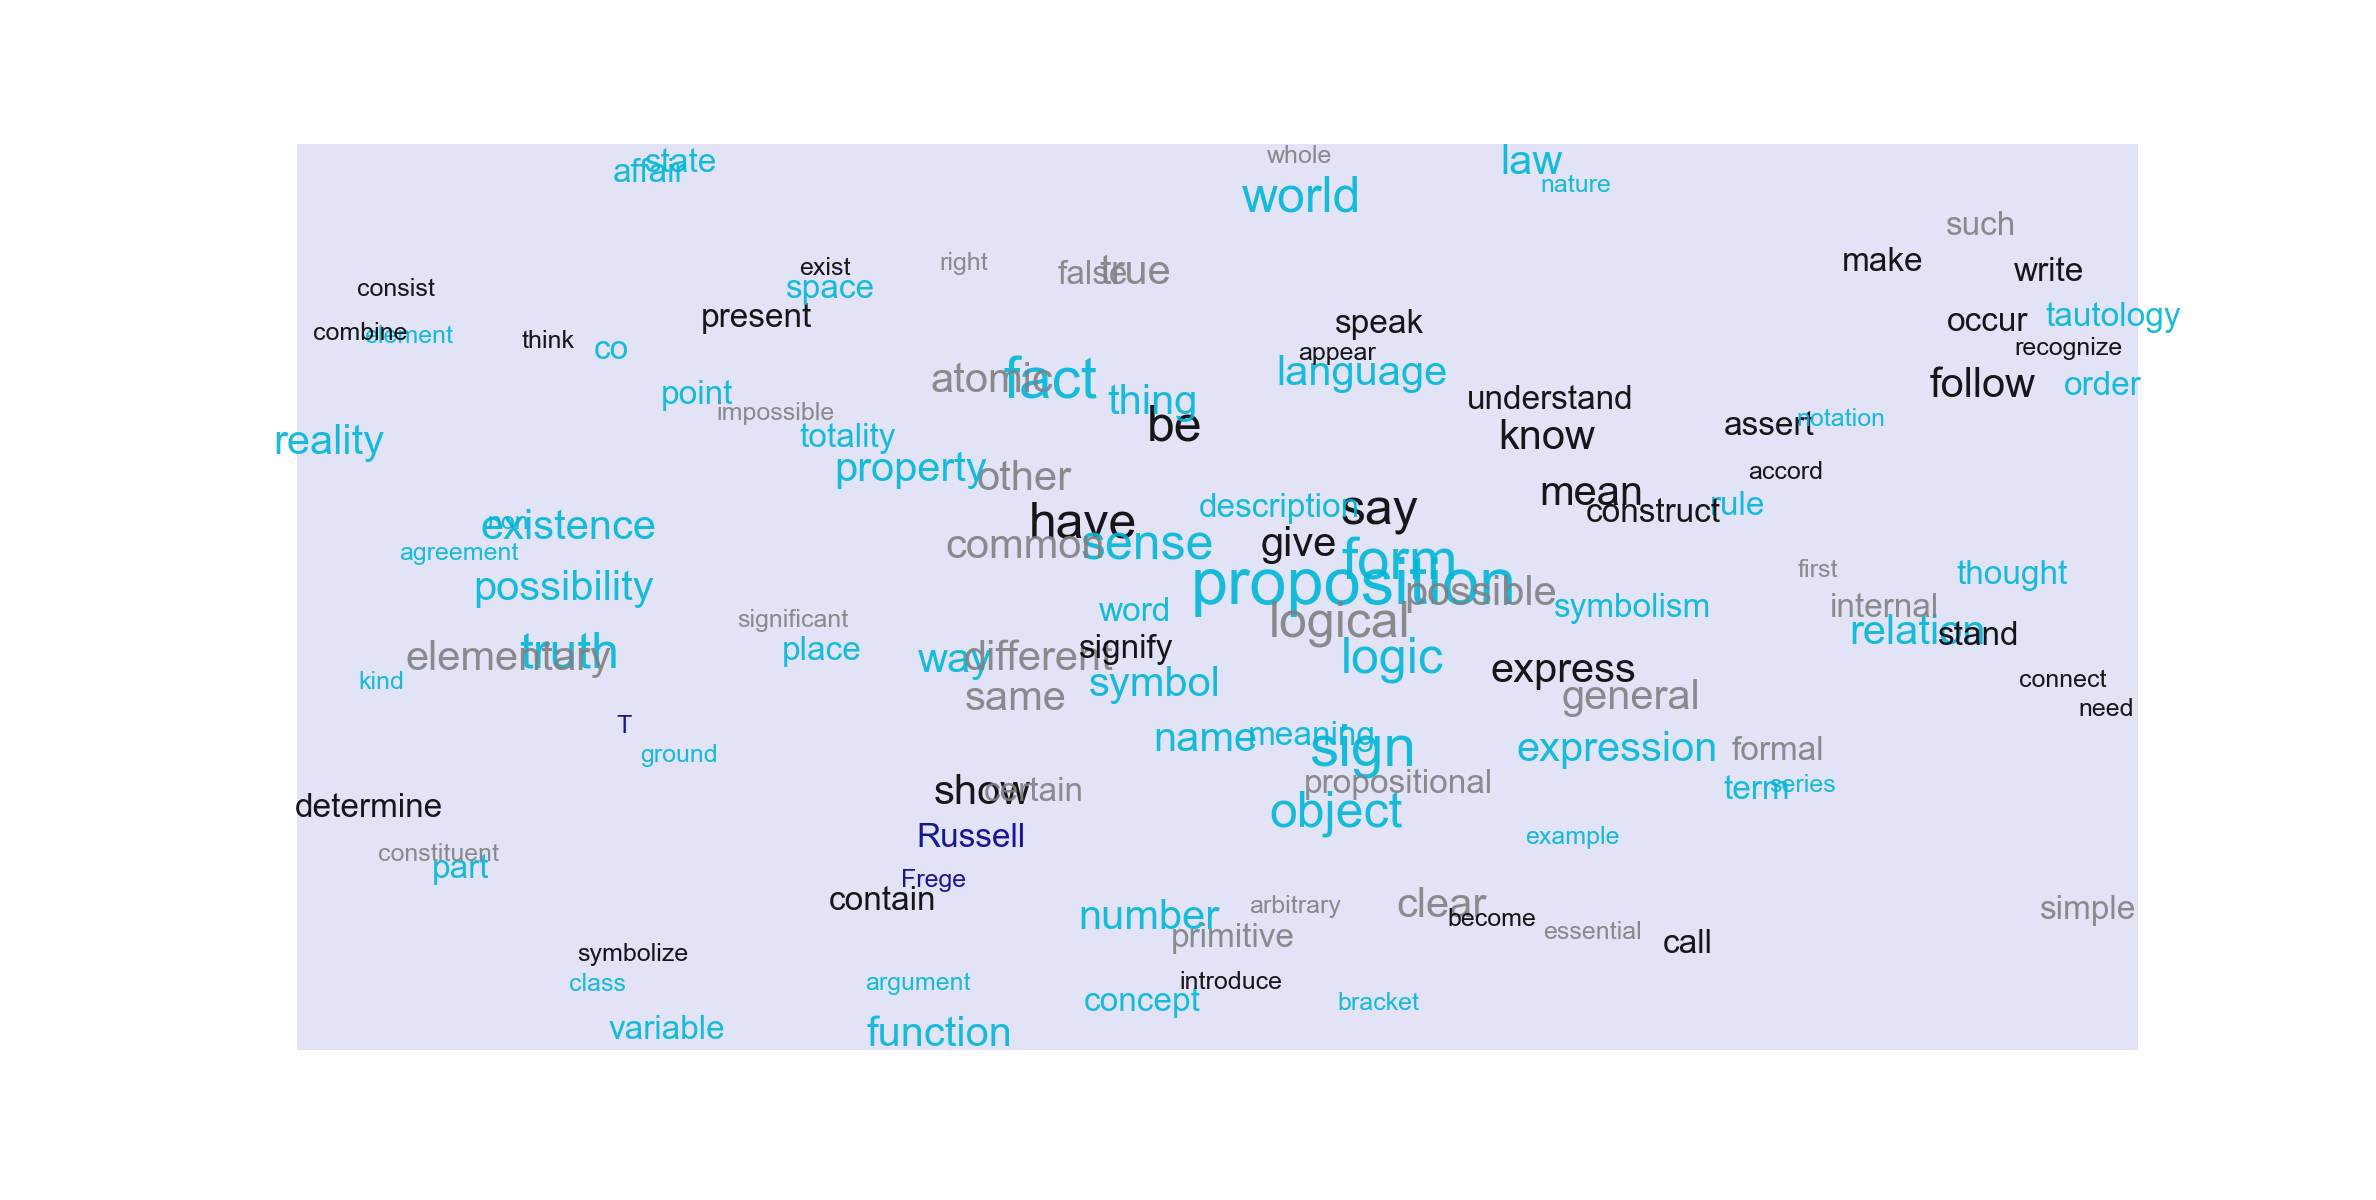 whole
law
state
affair
nature
world
such
make
write
exist
right
false
true
space
consist
present
speak
occur
tautology
combine
element
think
co
appear
recognize
atomic
fact
language
follow
order
point
thing
understand
impossible
be
know
assert
notation
reality
totality
property
other
accord
description
say
mean
construct
rule
non
existence
have
common
sense
give
agreement
form
first
thought
possibility
proposition
possible
symbolism
internal
word
logical
significant
relation
stand
elementary
truth
place
way
different
signify
logic
express
kind
same
symbol
general
connect
need
T
ground
name
meaning
sign
expression
formal
determine
show
certain
propositional
term
series
Russell
object
example
constituent
part
Frege
contain
number
arbitrary
clear
become
essential
simple
primitive
call
symbolize
class
argument
introduce
concept
bracket
variable
function